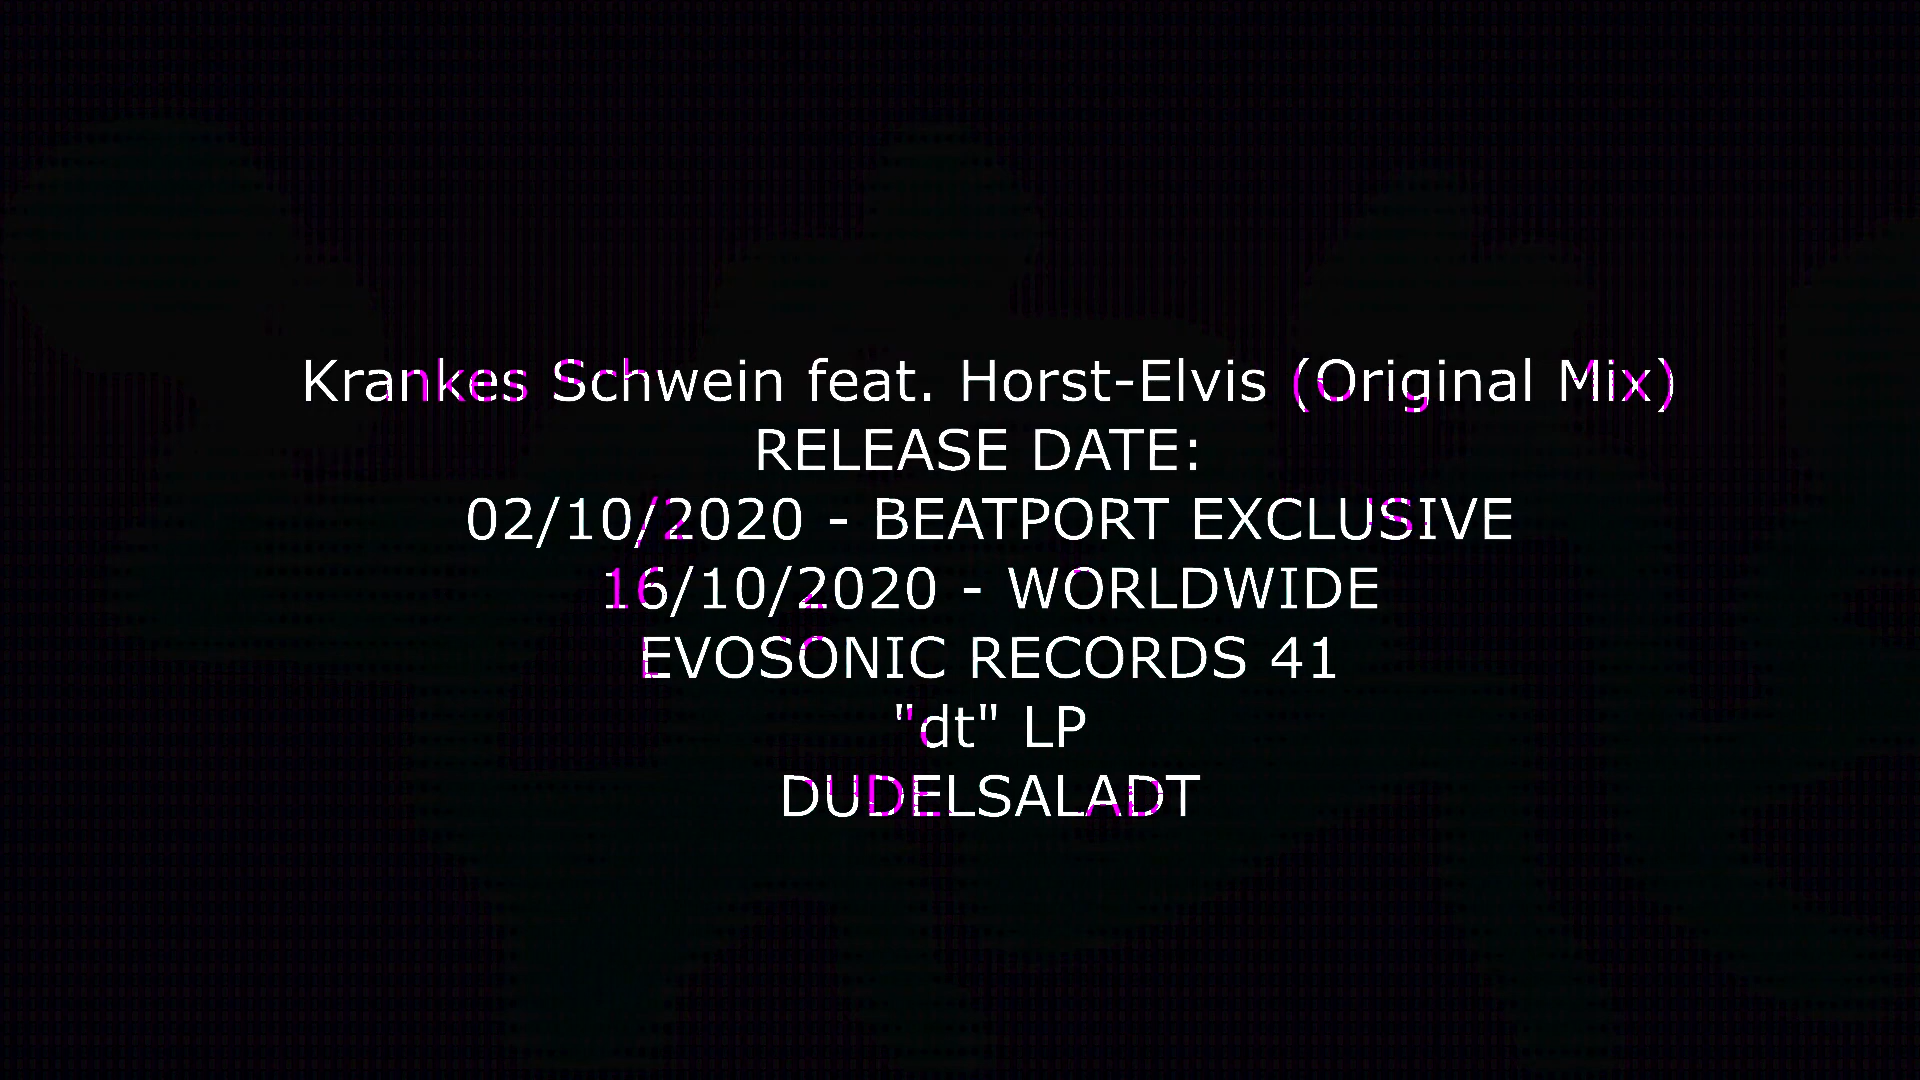 Krankes Schwein feat. Horst-Elvis (Original Mix)
RELEASE DATE:
02/10/2020 - BEATPORT EXCLUSIVE
16/10/2020 - WORLDWIDE
EVOSONIC RECORDS 41
"dt" LP
DUDELSALADT